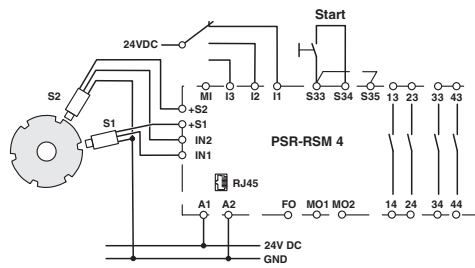 Start
24VDC
S2
MI I3 I2 I1 S33 S34 S35 13 23 33 43
+S2
S1
+S1
IN2
PSR-RSM 4
IN1
RJ45
A1 A2 FO MO1 MO2 14 24 34 44
24V DC
GND